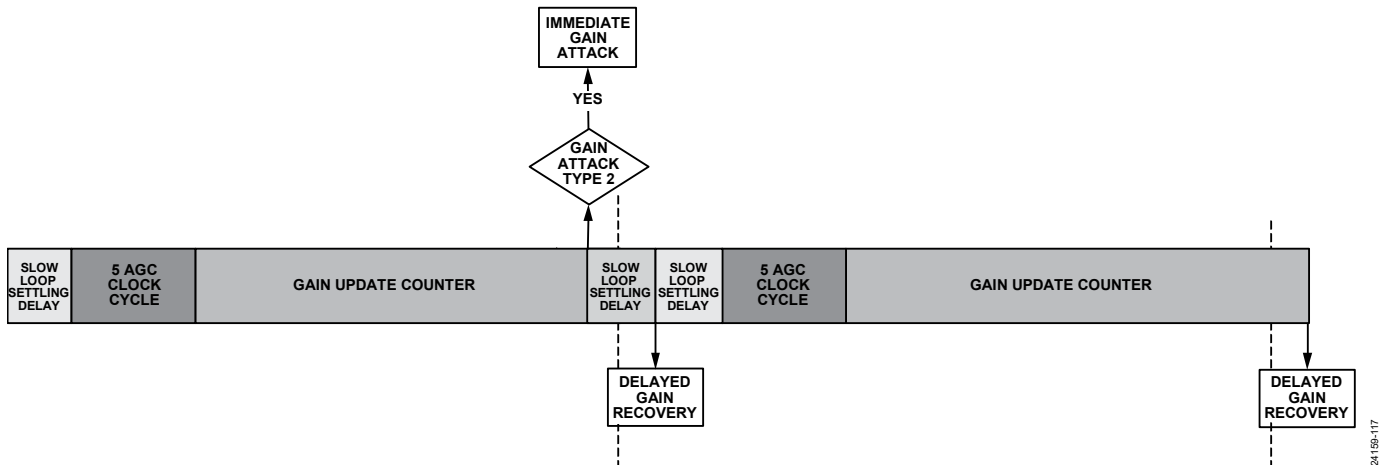 IMMEDIATE
GAIN
ATTACK
YES
GAIN
ATTACK
TYPE 2
SLOW
LOOP
SETTLING
DELAY
5 AGC
CLOCK
CYCLE
GAIN UPDATE COUNTER
SLOW
LOOP
SETTLING
DELAY
SLOW
LOOP
SETTLING
DELAY
5 AGC
CLOCK
CYCLE
GAIN UPDATE COUNTER
DELAYED
GAIN
RECOVERY
DELAYED
GAIN
RECOVERY
24159-117